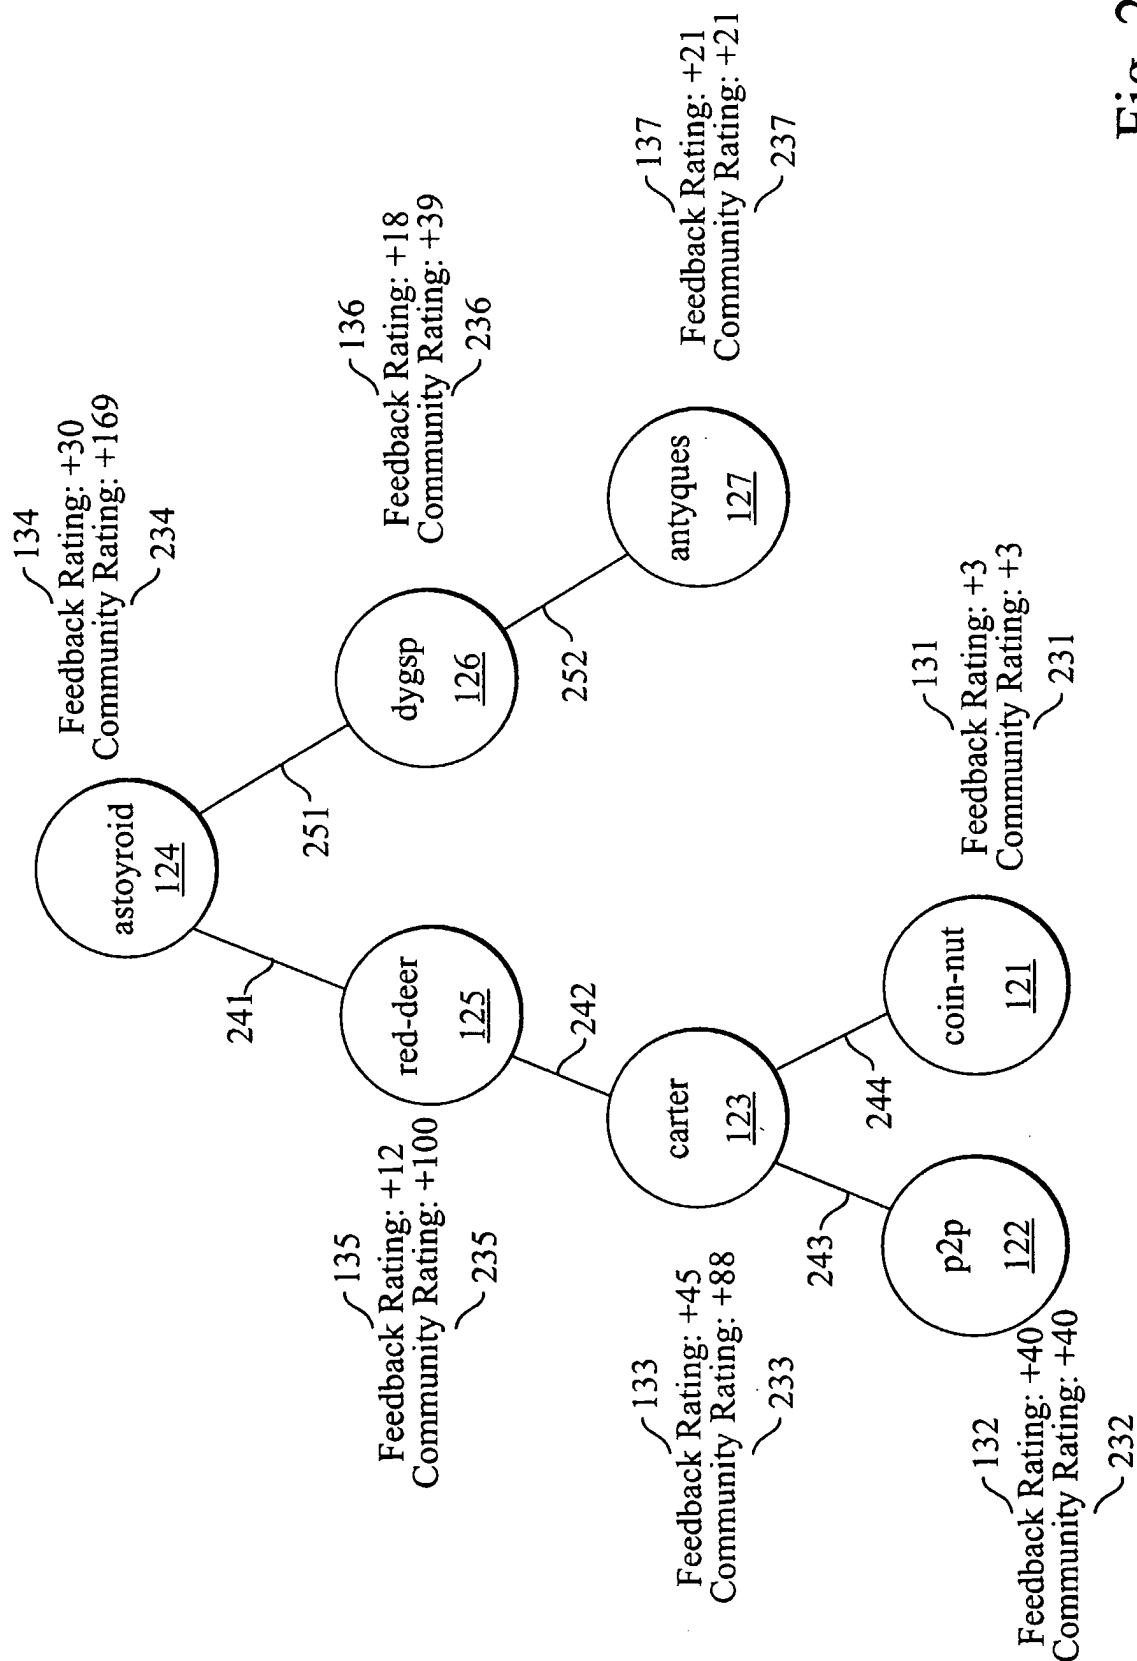 134
Feedback Rating: +30
Community Rating: +169
234
astoyroid
124
241
251
136
Feedback Rating: +18
Community Rating: +39
236
dygsp
126
135
Feedback Rating: +12
Community Rating: +100
235
red-deer
125
242
252
137
Feedback Rating: +21
Community Rating: +21
237
antyques
127
133
Feedback Rating: +45
Community Rating: +88
233
carter
123
243
244
131
Feedback Rating: +3
Community Rating: +3
231
coin-nut
121
132
Feedback Rating: +40
Community Rating: +40
232
p2p
122
Fig. 2